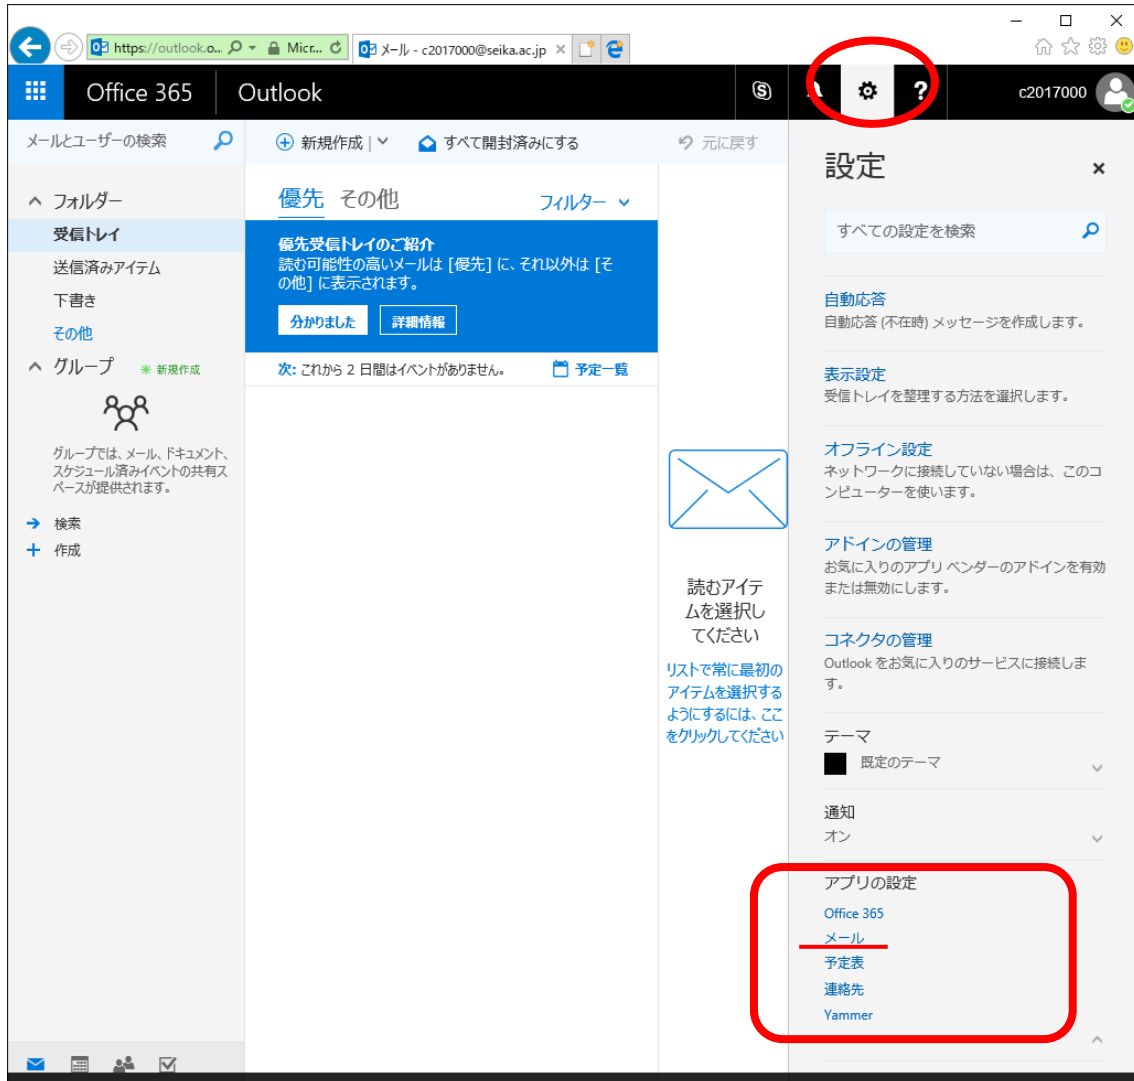 https://outlook.o...
Micr...
メール - c2017000@seika.ac.jp
Office 365
Outlook
?
c2017000
メールとユーザーの検索
新規作成
すべて開封済みにする
元に戻す
フォルダー
受信トレイ
送信済みアイテム
下書き
その他
グループ
新規作成
グループでは、メール、ドキュメント、
スケジュール済みイベントの共有ス
ペースが提供されます。
検索
作成
優先 その他
フィルター
優先受信トレイのご紹介
読む可能性の高いメールは [優先] に、それ以外は [そ
の他] に表示されます。
分かりました
詳細情報
次: これから 2 日間はイベントがありません。
予定一覧
読むアイテ
ムを選択し
てください
リストで常に最初の
アイテムを選択する
ようにするには、ここ
をクリックしてください
設定
すべての設定を検索
自動応答
自動応答 (不在時) メッセージを作成します。
表示設定
受信トレイを整理する方法を選択します。
オフライン設定
ネットワークに接続していない場合は、このコ
ンピューターを使います。
アドインの管理
お気に入りのアプリ ベンダーのアドインを有効
または無効にします。
コネクタの管理
Outlook をお気に入りのサービスに接続しま
す。
テーマ
既定のテーマ
通知
オン
アプリの設定
Office 365
メール
予定表
連絡先
Yammer